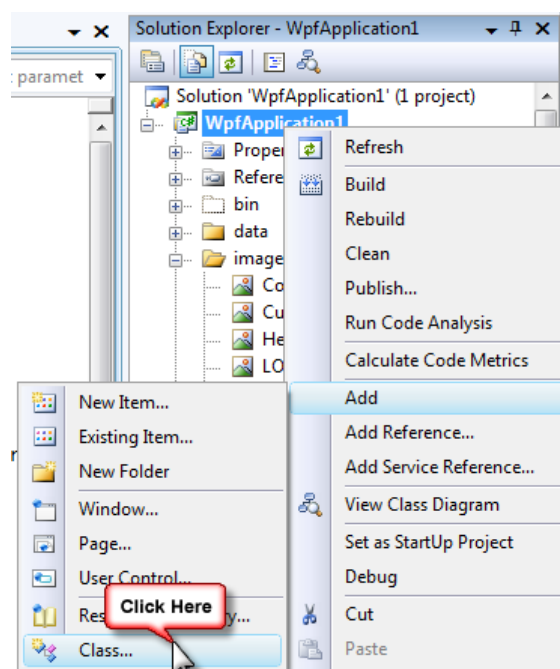 Solution Explorer - WpfApplication1
paramet
Solution 'WpfApplication1' (1 project)
WpfApplication1
Proper
Refere
bin
data
image
Co
Cu
He
LO
Refresh
Build
Rebuild
Clean
Publish...
Run Code Analysis
Calculate Code Metrics
Add
Add Reference...
Add Service Reference...
View Class Diagram
Set as StartUp Project
Debug
Cut
Paste
New Item...
Existing Item...
New Folder
Window...
Page...
User Control...
Res y...
Class...
Click Here